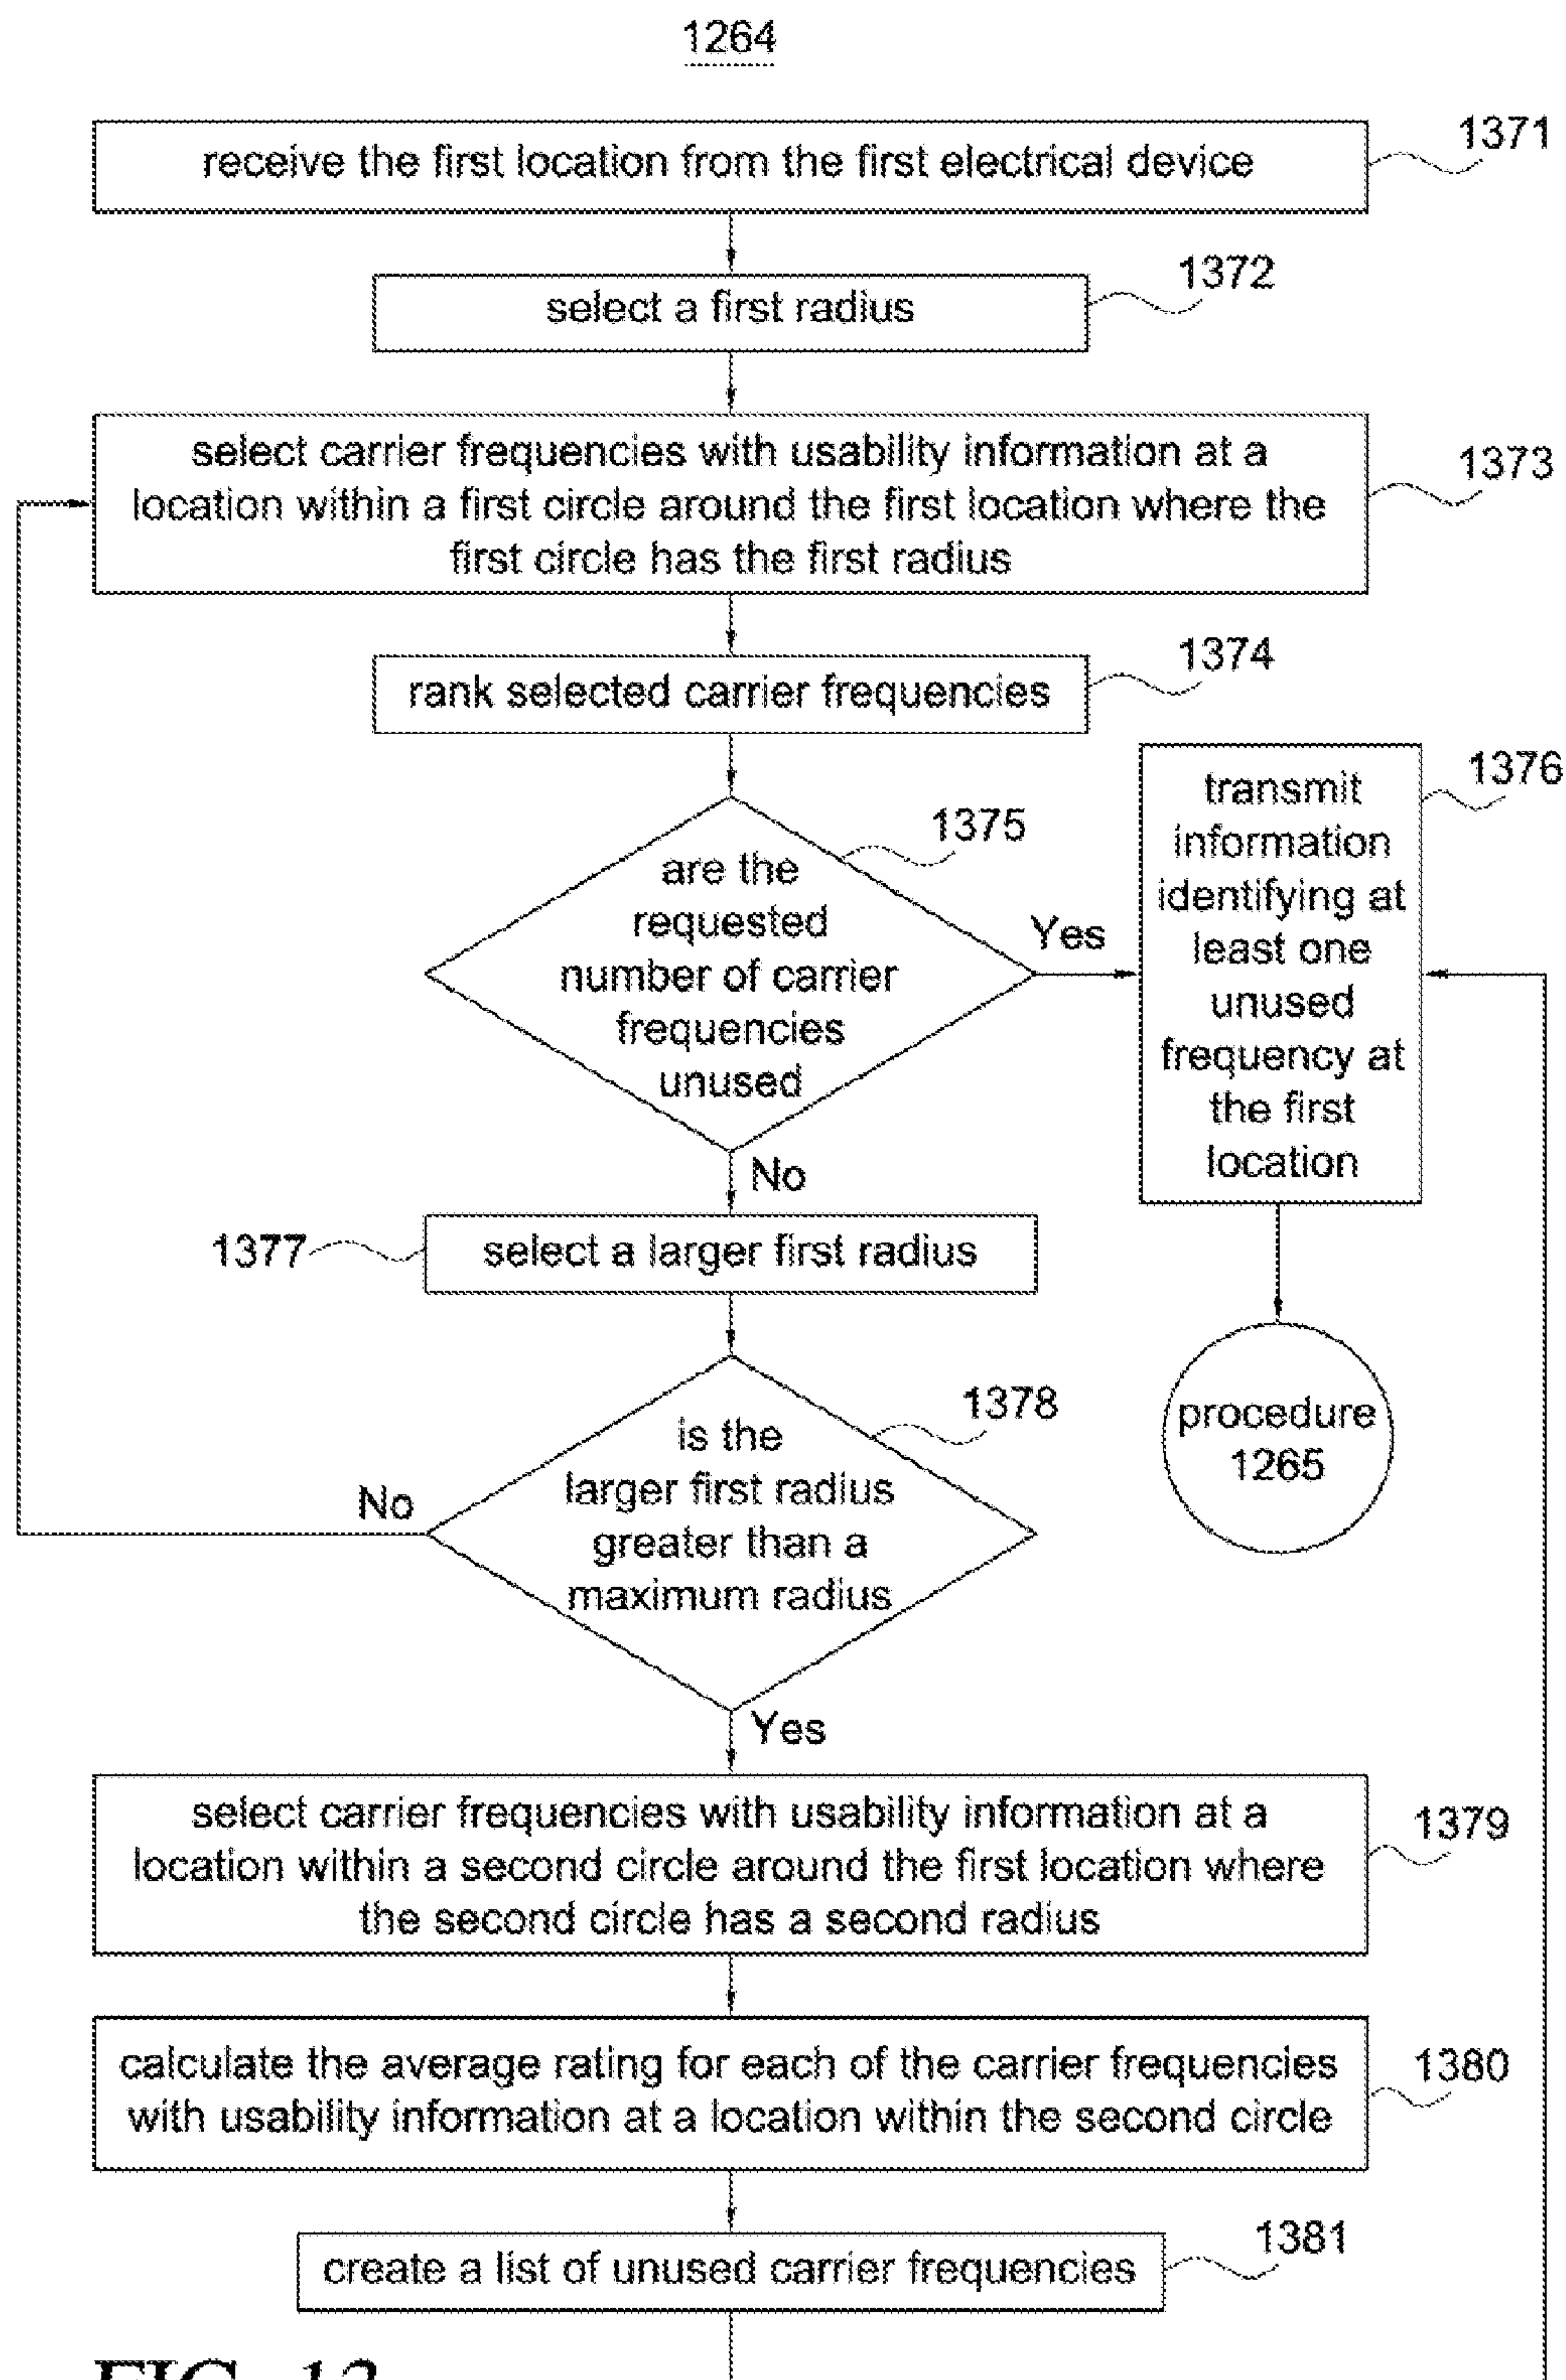 1264
receive the first location from the first electrical device
1371
select a first radius
1372
select carrier frequencies with usability information at a
location within a first circle around the first location where the
first circle has the first radius
1373
rank selected carrier frequencies
1374
are the
requested
number of carrier
frequencies
unused
1375
Yes
No
transmit
information
identifying at
least one
unused
frequency at
the first
location
1376
procedure
1265
1377
select a larger first radius
is the
larger first radius
greater than a
maximum radius
1378
No
Yes
select carrier frequencies with usability information at a
location within a second circle around the first location where
the second circle has a second radius
1379
calculate the average rating for each of the carrier frequencies
with usability information at a location within the second circle
1380
create a list of unused carrier frequencies
1381
FIG. 13